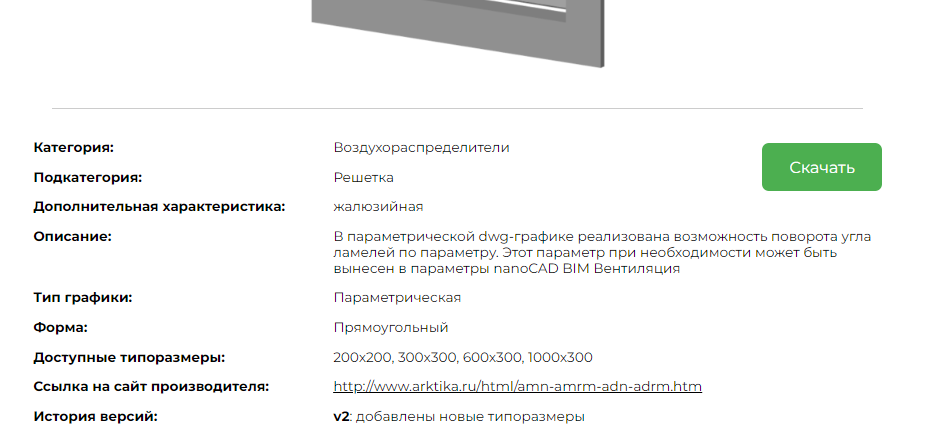 Категория: Воздухораспределители
Скачать
Подкатегория: Решетка
Дополнительная характеристика: жалюзийная
Описание: В параметрической dwg-графике реализована возможность поворота угла
ламелей по параметру. Этот параметр при необходимости может быть
вынесен в параметры nanoCAD BIM Вентиляция
Тип графики: Параметрическая
Форма: Прямоугольный
Доступные типоразмеры: 200x200, 300x300, 600x300, 1000x300
Ссылка на сайт производителя: http://www.arktika.ru/html/amn-amrm-adn-adrm.htm
История версий: v2: добавлены новые типоразмеры